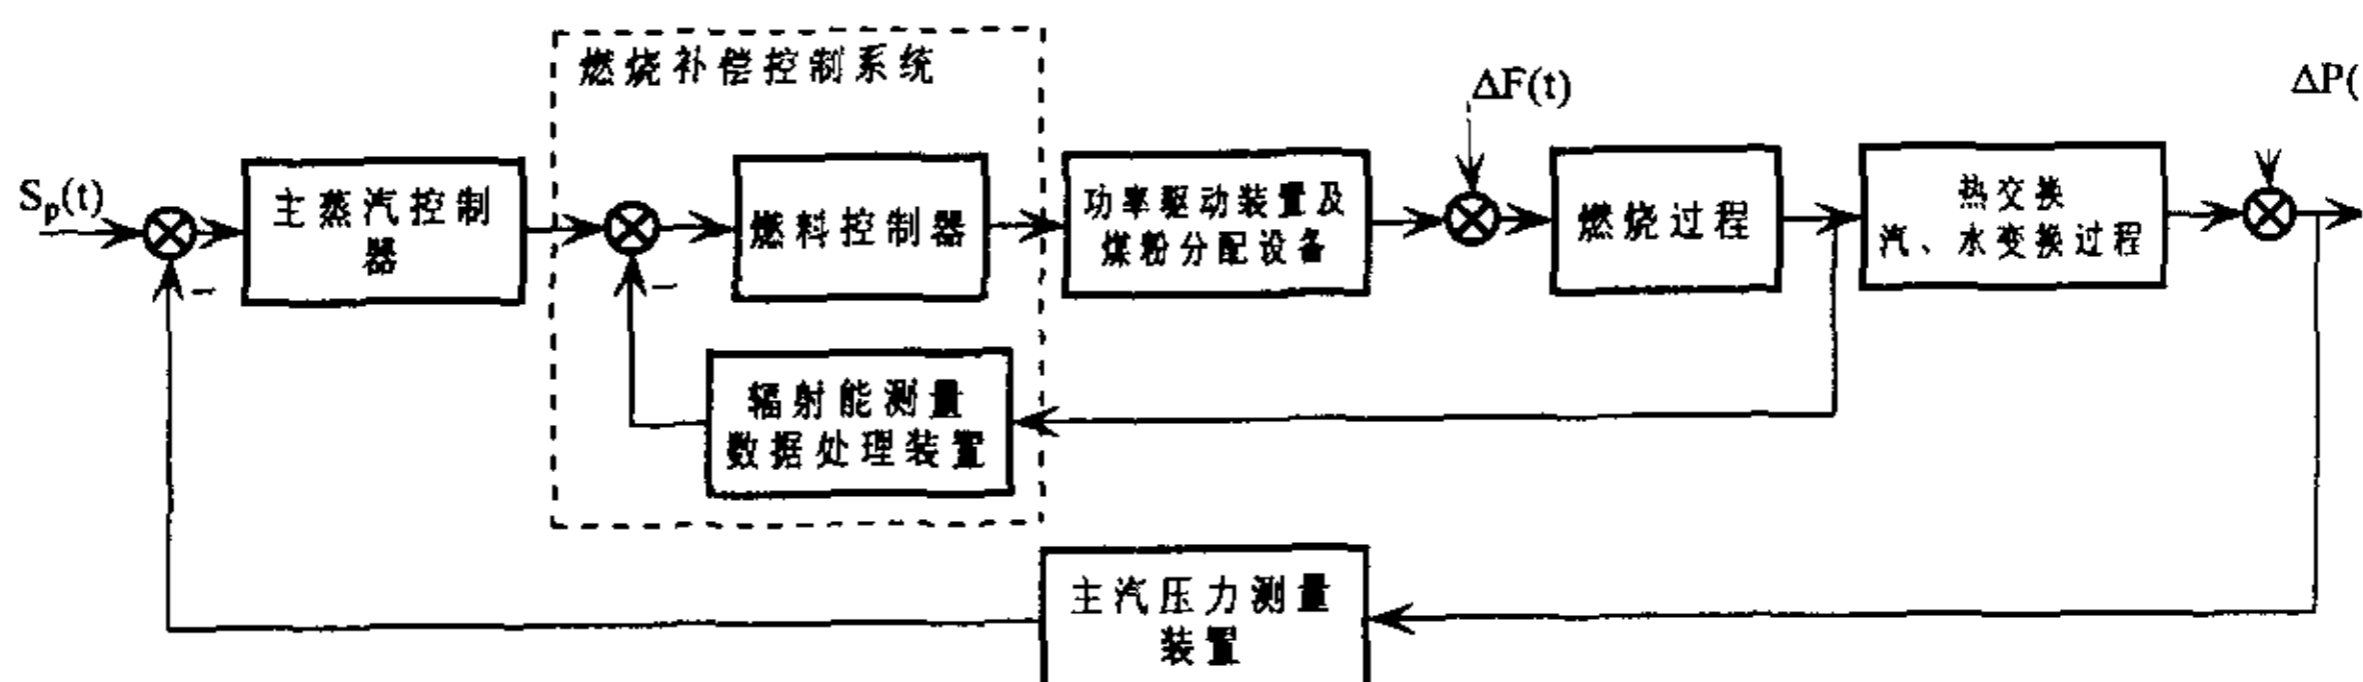 燃烧补偿控制系统
ΔF(t)
ΔP(
Sp(t)
主蒸汽控制
器
燃料控制器
功率驱动装置及
煤粉分配设备
燃烧过程
热交换
汽、水变换过程
−
−
辐射能测量
数据处理装置
主汽压力测量
装置